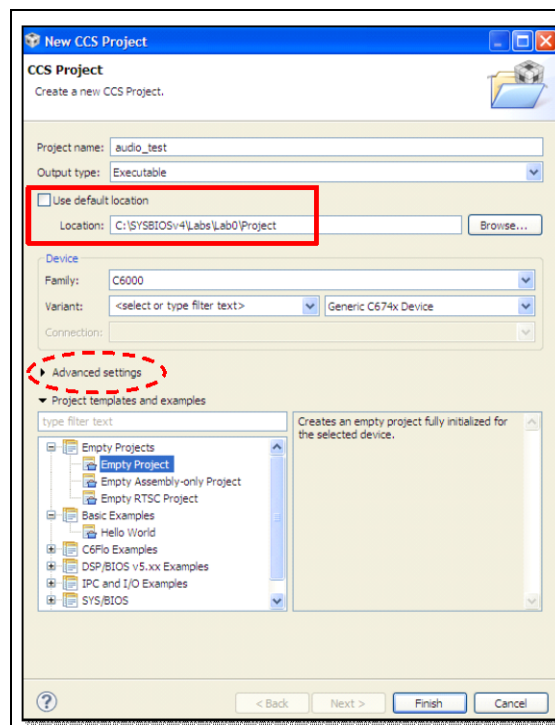 New CCS Project
CCS Project
Create a new CCS Project.
Project name: audio_test
Output type: Executable
Use default location
Location: C:\SYSBIOSv4\Labs\Lab0\Project Browse...
Device
Family: C6000
Variant: <select or type filter text> Generic C674x Device
Connection:
Advanced settings
Project templates and examples
type filter text
Empty Projects
Empty Project
Empty Assembly-only Project
Empty RTSC Project
Basic Examples
Hello World
C6Flo Examples
DSP/BIOS v5.xx Examples
IPC and I/O Examples
SYS/BIOS
Creates an empty project fully initialized for
the selected device.
? < Back Next > Finish Cancel